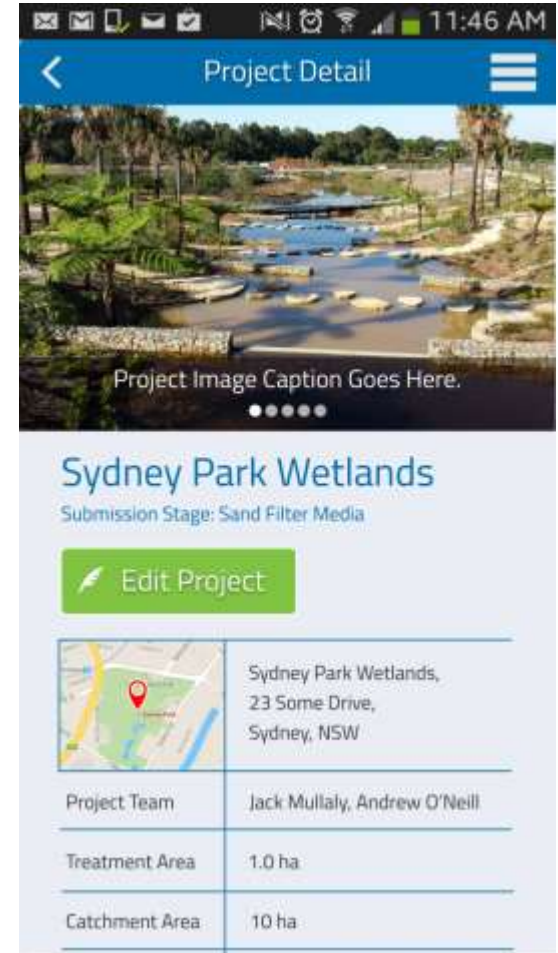 11:46 AM
Project Detail
Project Image Caption Goes Here.
Sydney Park Wetlands
Submission Stage: Sand Filter Media
Edit Project
Sydney Park Wetlands,
23 Some Drive,
Sydney, NSW
Project Team Jack Mullaly, Andrew O'Neill
Treatment Area 1.0 ha
Catchment Area 10 ha